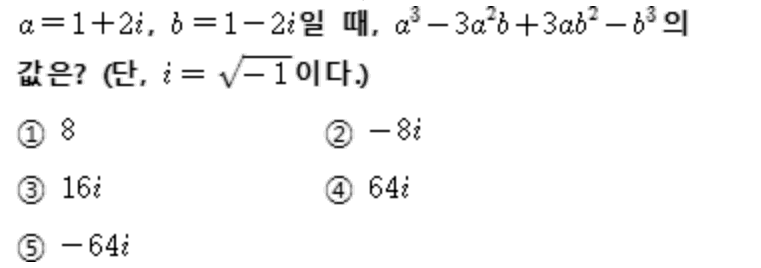 a=1+2i, b=1-2i일 때, a³-3a²b+3ab²-b³의
값은? (단, i=√-1이다.)
① 8 ② -8i
③ 16i ④ 64i
⑤ -64i